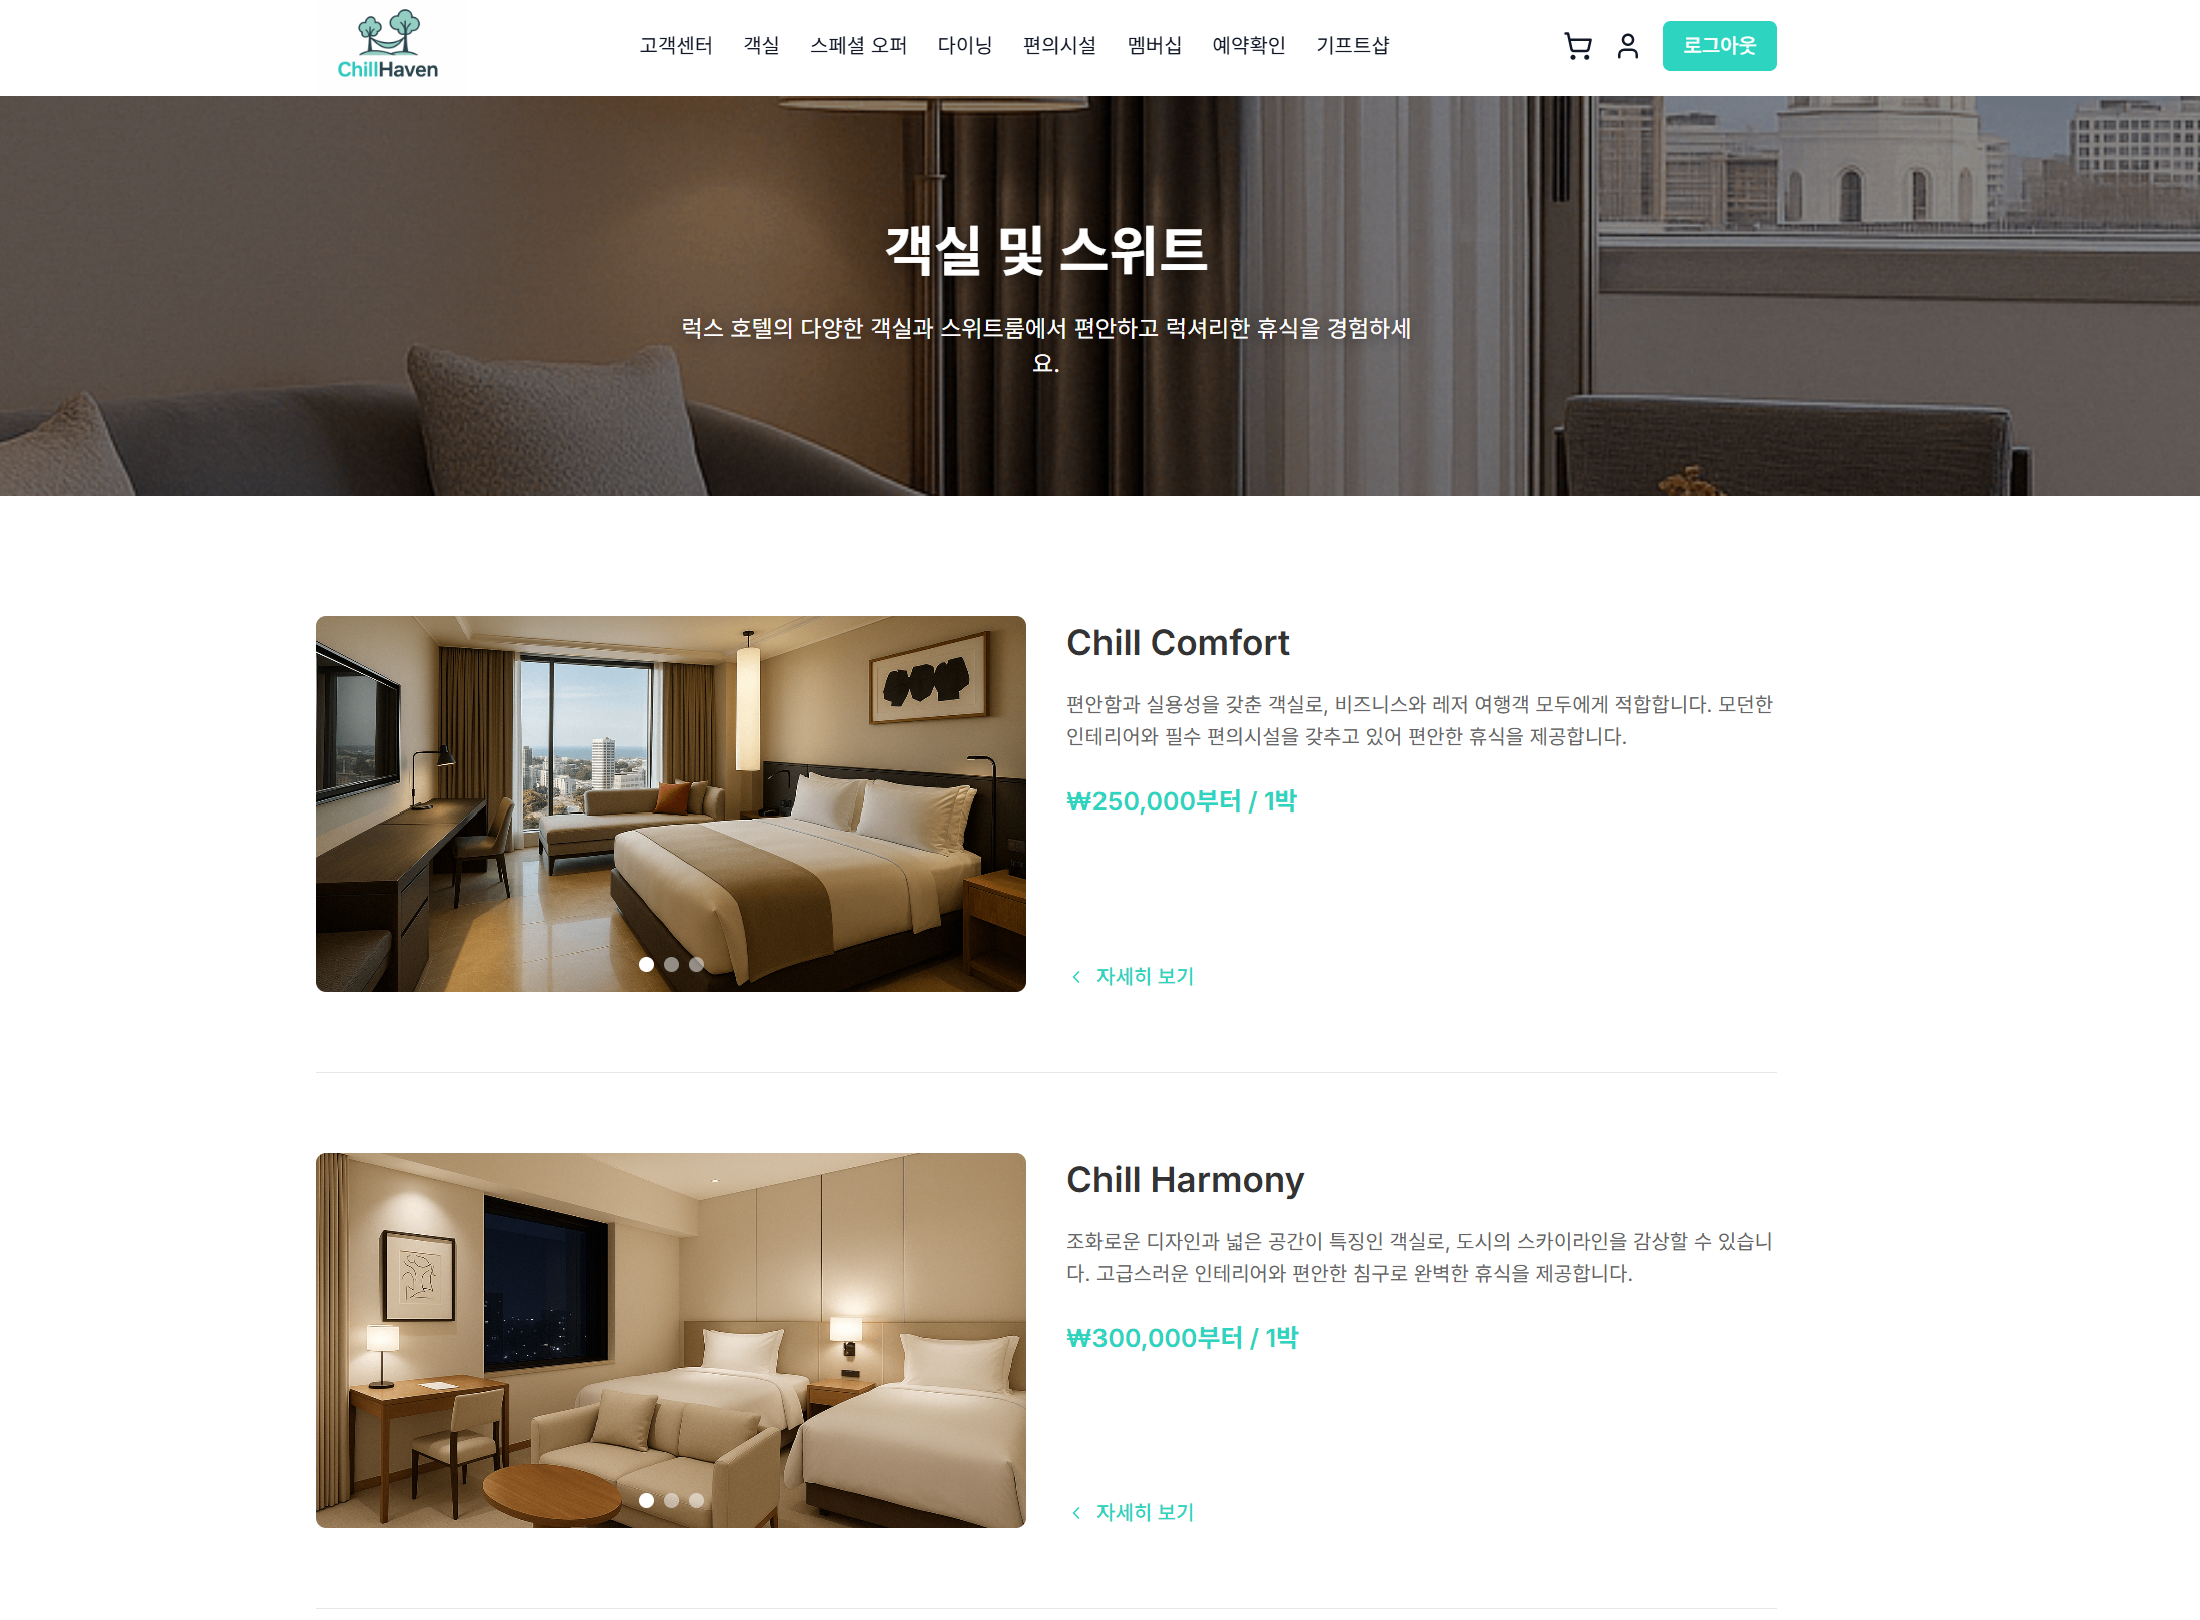 ChillHaven
고객센터 객실 스페셜 오퍼 다이닝 편의시설 멤버십 예약확인 기프트샵
로그아웃
객실 및 스위트
럭스 호텔의 다양한 객실과 스위트룸에서 편안하고 럭셔리한 휴식을 경험하세
요.
Chill Comfort
편안함과 실용성을 갖춘 객실로, 비즈니스와 레저 여행객 모두에게 적합합니다. 모던한
인테리어와 필수 편의시설을 갖추고 있어 편안한 휴식을 제공합니다.
₩250,000부터 / 1박
자세히 보기
Chill Harmony
조화로운 디자인과 넓은 공간이 특징인 객실로, 도시의 스카이라인을 감상할 수 있습니
다. 고급스러운 인테리어와 편안한 침구로 완벽한 휴식을 제공합니다.
₩300,000부터 / 1박
자세히 보기